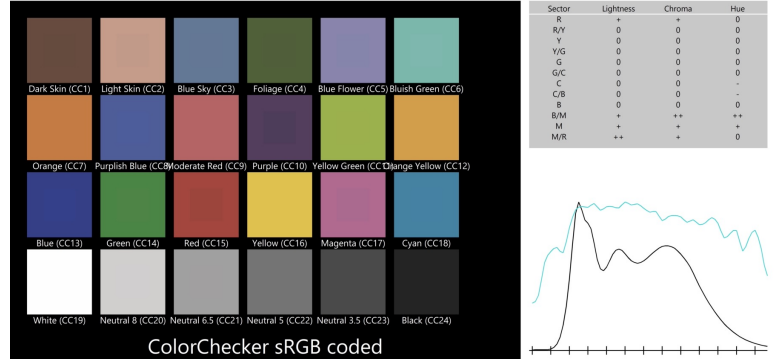 Dark Skin (CC1) Light Skin (CC2) Blue Sky (CC3) Foliage (CC4) Blue Flower (CC5) Bluish Green (CC6)
Orange (CC7) Purplish Blue (CC8) Moderate Red (CC9) Purple (CC10) Yellow Green (CC11) Orange Yellow (CC12)
Blue (CC13) Green (CC14) Red (CC15) Yellow (CC16) Magenta (CC17) Cyan (CC18)
White (CC19) Neutral 8 (CC20) Neutral 6.5 (CC21) Neutral 5 (CC22) Neutral 3.5 (CC23) Black (CC24)
ColorChecker sRGB coded
Sector Lightness Chroma Hue
R + + 0
R/Y 0 0 0
Y 0 0 0
Y/G 0 0 0
G 0 0 0
G/C 0 0 0
C 0 0 -
C/B 0 0 -
B 0 0 0
B/M + ++ ++
M + + +
M/R ++ + 0